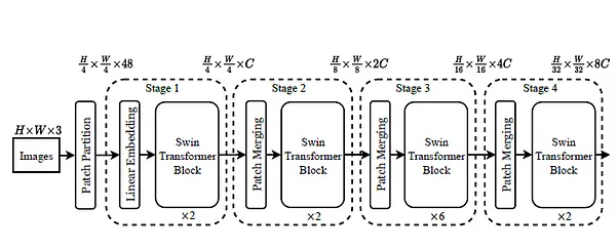 H/4 × W/4 × 48
H/4 × W/4 × C
H/8 × W/8 × 2C
H/16 × W/16 × 4C
H/32 × W/32 × 8C
Stage 1
Stage 2
Stage 3
Stage 4
H×W×3
Images
Patch Partition
Linear Embedding
Swin
Transformer
Block
×2
Patch Merging
Swin
Transformer
Block
×2
Patch Merging
Swin
Transformer
Block
×6
Patch Merging
Swin
Transformer
Block
×2